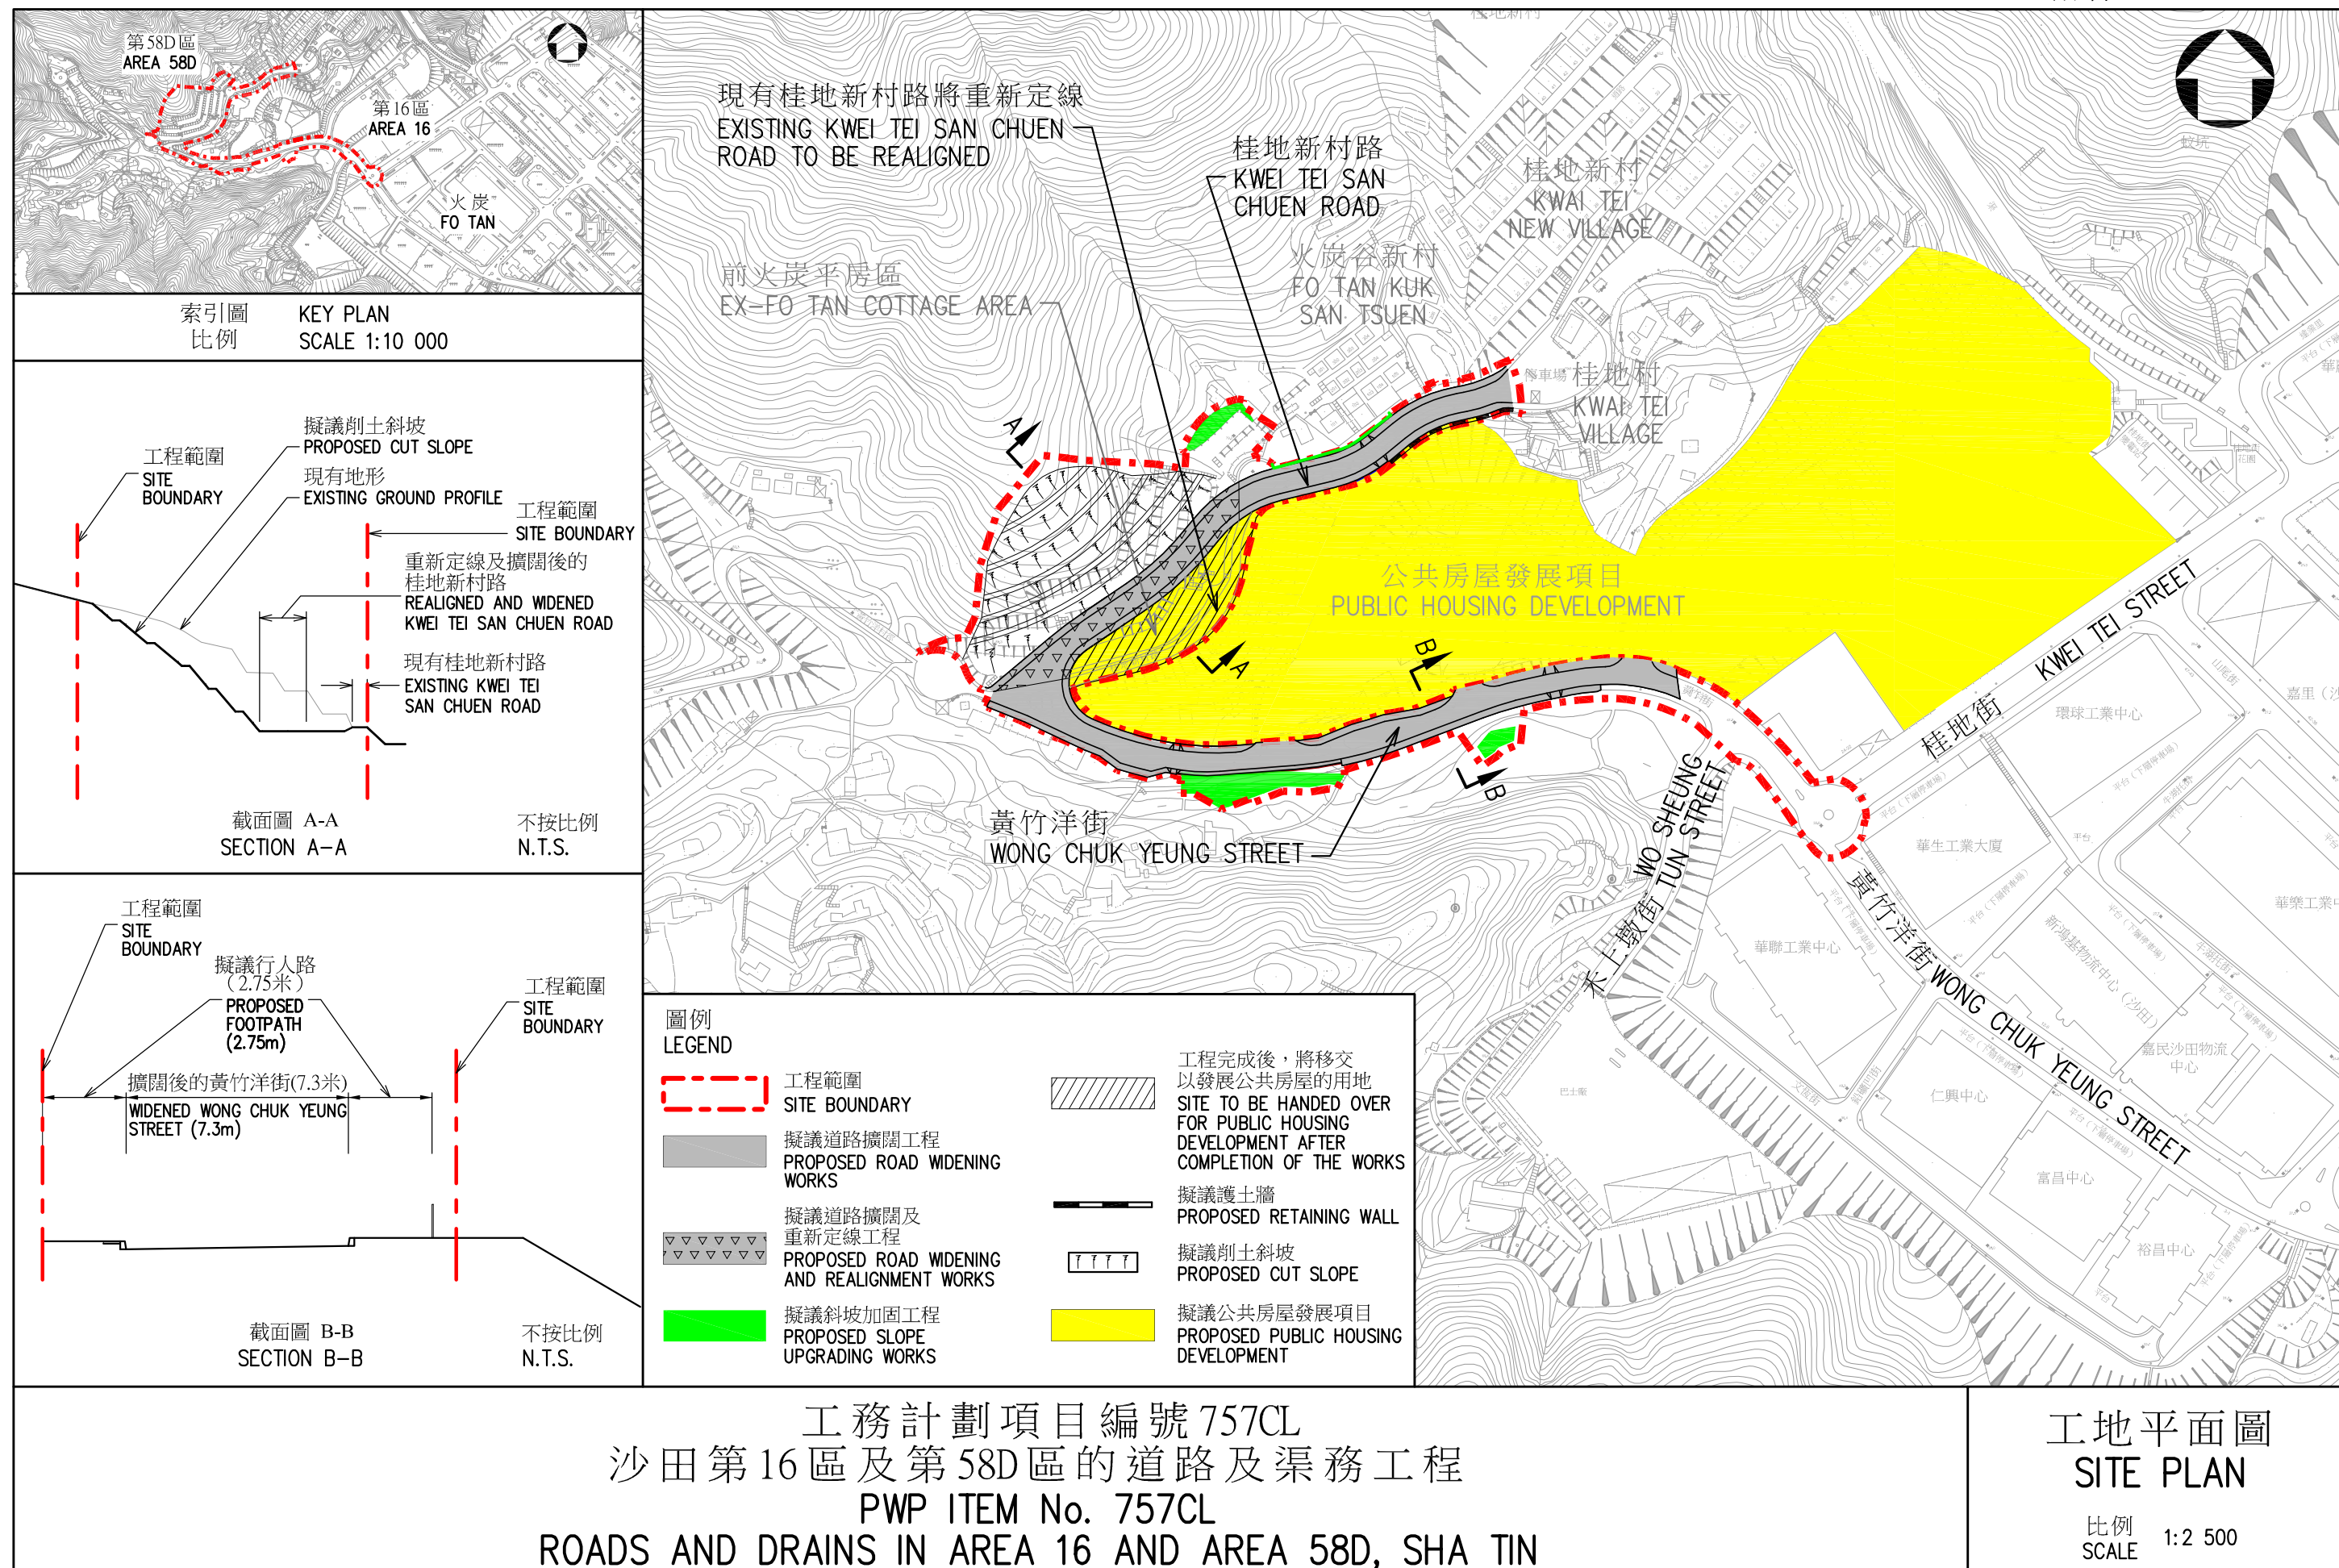 第58D區
AREA 58D
第16區
AREA 16
火炭
FO TAN
索引圖 KEY PLAN
比例 SCALE 1:10 000
擬議削土斜坡
PROPOSED CUT SLOPE
工程範圍
SITE
BOUNDARY
現有地形
EXISTING GROUND PROFILE
工程範圍
SITE BOUNDARY
重新定線及擴闊後的
桂地新村路
REALIGNED AND WIDENED
KWEI TEI SAN CHUEN ROAD
現有桂地新村路
EXISTING KWEI TEI
SAN CHUEN ROAD
截面圖 A-A 不按比例
SECTION A-A N.T.S.
工程範圍
SITE
BOUNDARY
擬議行人路
(2.75米)
PROPOSED
FOOTPATH
(2.75m)
工程範圍
SITE
BOUNDARY
擴闊後的黃竹洋街(7.3米)
WIDENED WONG CHUK YEUNG
STREET (7.3m)
截面圖 B-B 不按比例
SECTION B-B N.T.S.
現有桂地新村路將重新定線
EXISTING KWEI TEI SAN CHUEN
ROAD TO BE REALIGNED
桂地新村路
KWEI TEI SAN
CHUEN ROAD
桂地新村
KWAI TEI
NEW VILLAGE
前火炭平房區
EX-FO TAN COTTAGE AREA
火炭谷新村
FO TAN KUK
SAN TSUEN
停車場
桂地村
KWAI TEI
VILLAGE
A
A
B
B
公共房屋發展項目
PUBLIC HOUSING DEVELOPMENT
黃竹洋街
WONG CHUK YEUNG STREET
桂地街 KWEI TEI STREET
禾上墩街 WO SHEUNG
TUN STREET
黃竹洋街 WONG CHUK YEUNG STREET
山尾街
環球工業中心
華生工業大廈
華聯工業中心
新鴻基物流中心（沙田）
嘉民沙田物流
中心
仁興中心
富昌中心
裕昌中心
圖例
LEGEND
工程範圍
SITE BOUNDARY
擬議道路擴闊工程
PROPOSED ROAD WIDENING
WORKS
擬議道路擴闊及
重新定線工程
PROPOSED ROAD WIDENING
AND REALIGNMENT WORKS
擬議斜坡加固工程
PROPOSED SLOPE
UPGRADING WORKS
工程完成後，將移交
以發展公共房屋的用地
SITE TO BE HANDED OVER
FOR PUBLIC HOUSING
DEVELOPMENT AFTER
COMPLETION OF THE WORKS
擬議護土牆
PROPOSED RETAINING WALL
擬議削土斜坡
PROPOSED CUT SLOPE
擬議公共房屋發展項目
PROPOSED PUBLIC HOUSING
DEVELOPMENT
工務計劃項目編號757CL
沙田第16區及第58D區的道路及渠務工程
PWP ITEM No. 757CL
ROADS AND DRAINS IN AREA 16 AND AREA 58D, SHA TIN
工地平面圖
SITE PLAN
比例
SCALE 1:2 500